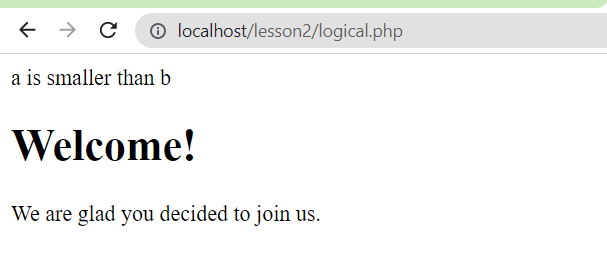 localhost/lesson2/logical.php
a is smaller than b
Welcome!
We are glad you decided to join us.